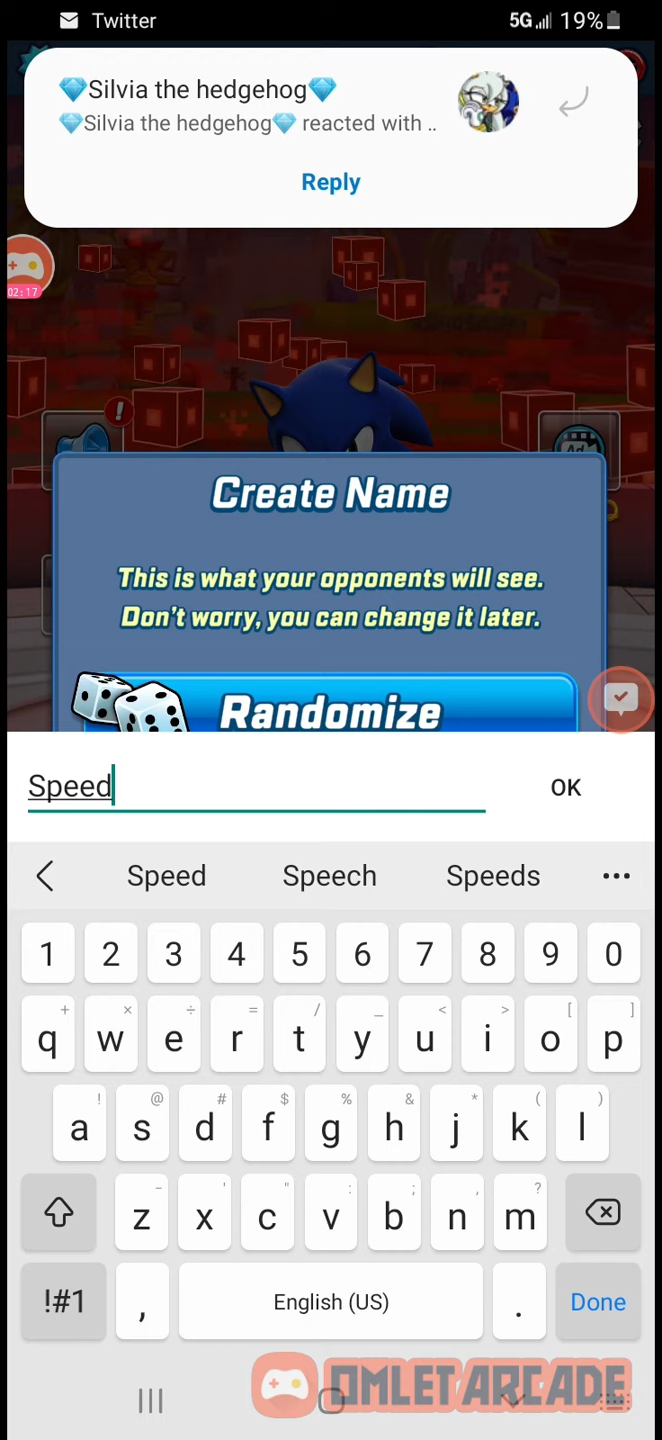 Twitter
5G 19%
💎Silvia the hedgehog💎
💎Silvia the hedgehog💎 reacted with ..
Reply
02:17
!
Ad
Create Name
This is what your opponents will see.
Don't worry, you can change it later.
Randomize
Speed
OK
Speed Speech Speeds •••
1 2 3 4 5 6 7 8 9 0
+ × ÷ = / _ < > [ ]
q w e r t y u i o p
! @ # $ % & * ( )
a s d f g h j k l
- ' " : ; , ?
z x c v b n m
!#1 , English (US) . Done
OMLET ARCADE